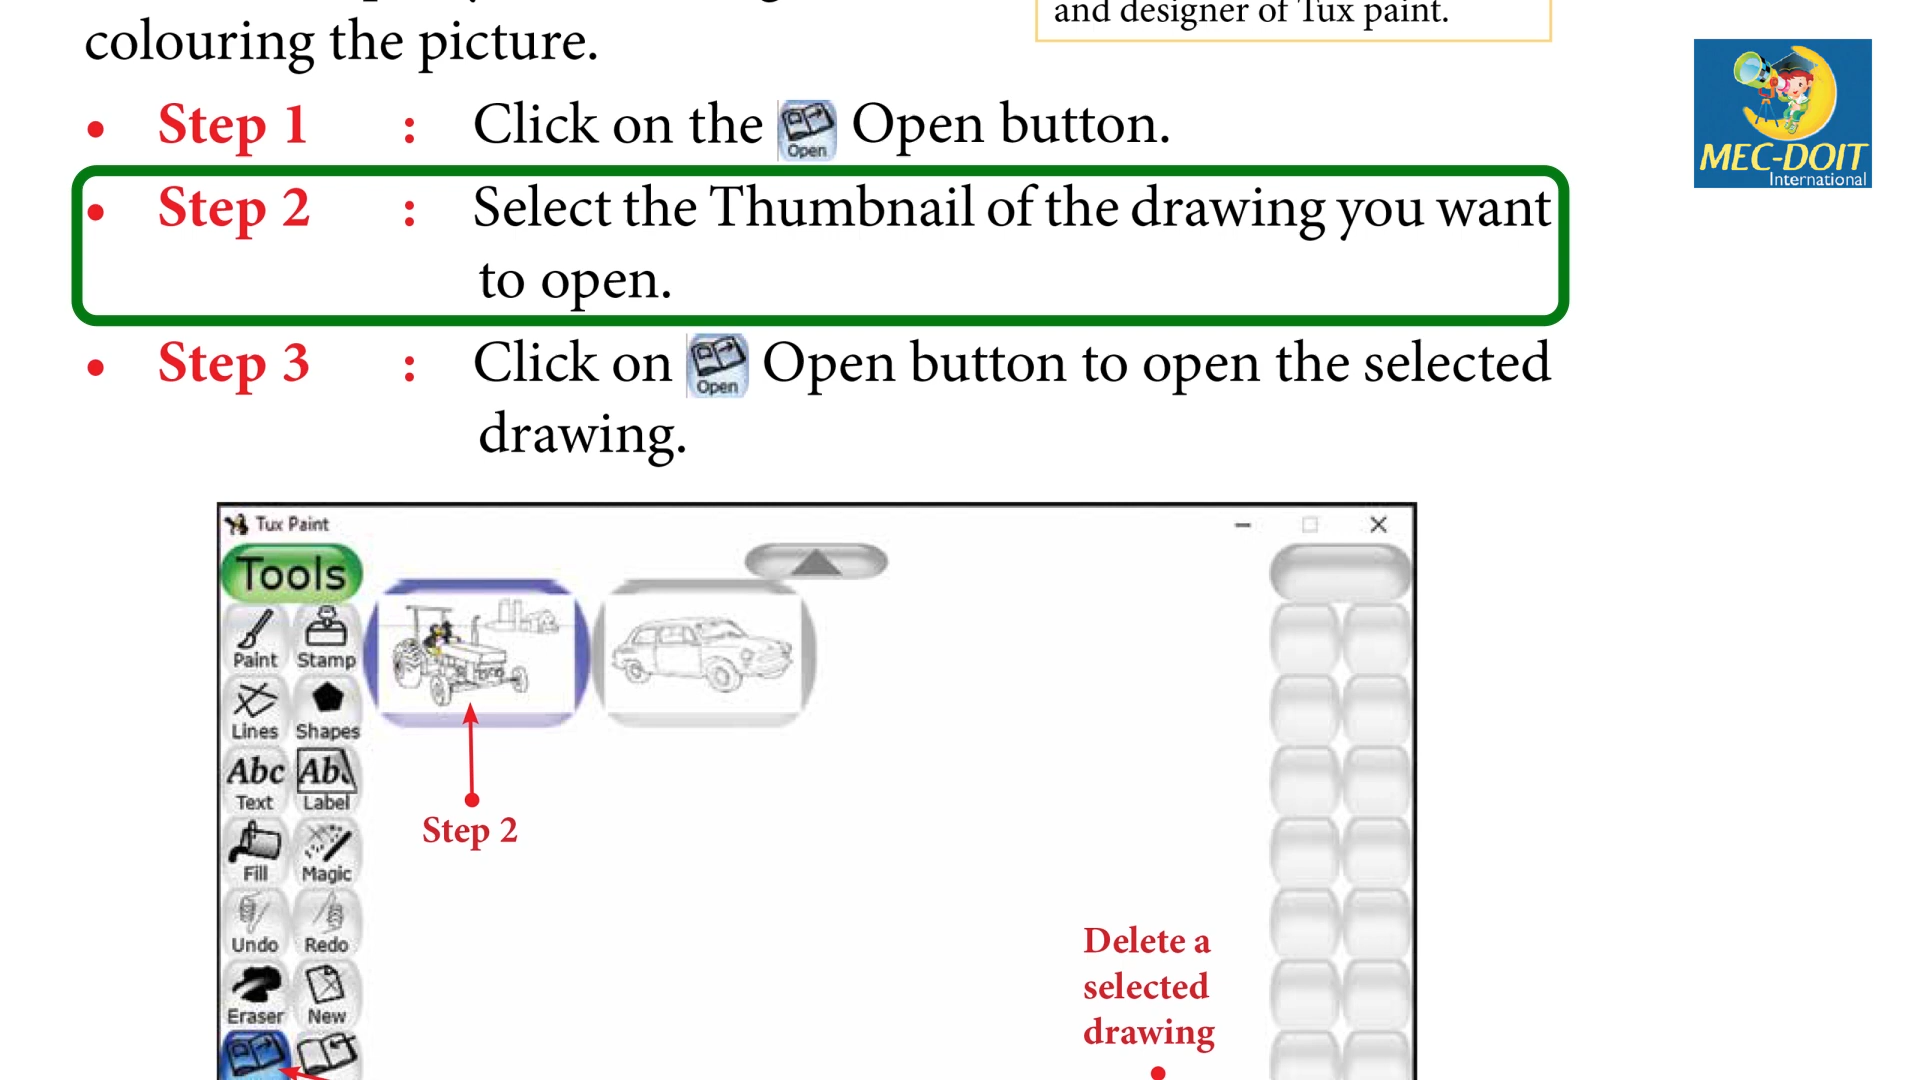 and designer of Tux paint.
colouring the picture.
• Step 1 : Click on the Open Open button.
• Step 2 : Select the Thumbnail of the drawing you want
to open.
• Step 3 : Click on Open Open button to open the selected
drawing.
MEC-DOIT
International
Tux Paint
Tools
Paint Stamp
Lines Shapes
Abc Abc
Text Label
Fill Magic
Undo Redo
Eraser New
Step 2
Delete a
selected
drawing